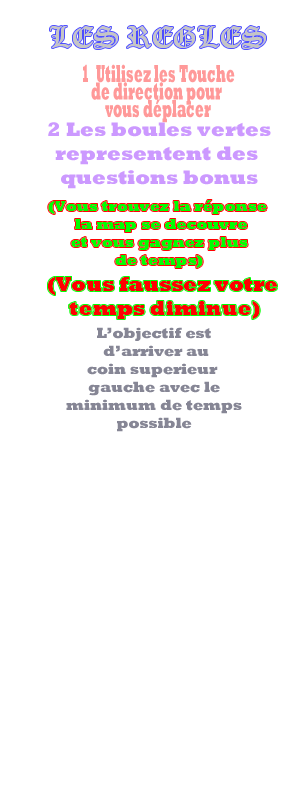 LES REGLES
1 Utilisez les Touche
de direction pour
vous déplacer
2 Les boules vertes
representent des
questions bonus
(Vous trouvez la réponse
la map se decouvre
et vous gagnez plus
de temps)
(Vous faussez votre
temps diminue)
L'objectif est
d'arriver au
coin superieur
gauche avec le
minimum de temps
possible